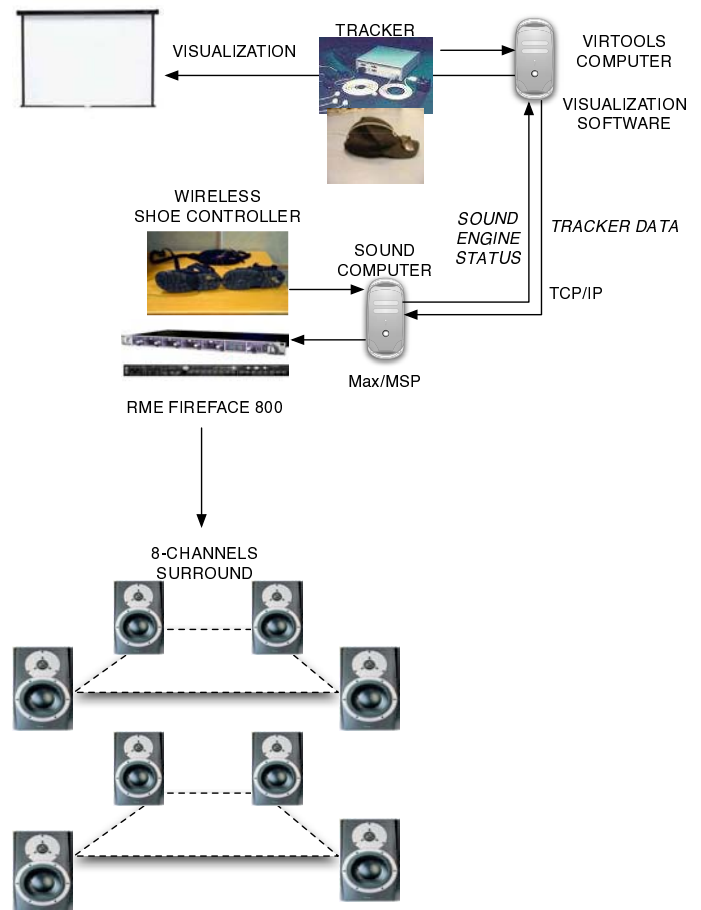 TRACKER
VISUALIZATION
VIRTOOLS
COMPUTER
VISUALIZATION
SOFTWARE
WIRELESS
SHOE CONTROLLER
SOUND
ENGINE
STATUS
TRACKER DATA
SOUND
COMPUTER
TCP/IP
Max/MSP
RME FIREFACE 800
8-CHANNELS
SURROUND